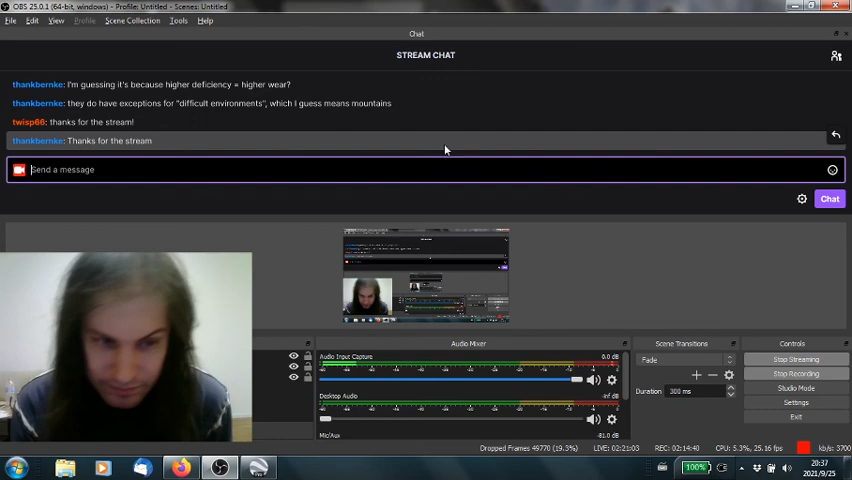 OBS 25.0.1 (64-bit, windows) - Profile: Untitled - Scenes: Untitled
File Edit View Profile Scene Collection Tools Help
Chat
STREAM CHAT
thankbernke: I'm guessing it's because higher deficiency = higher wear?
thankbernke: they do have exceptions for "difficult environments", which I guess means mountains
twisp66: thanks for the stream!
thankbernke: Thanks for the stream
Send a message
Chat
Audio Mixer
Scene Transitions
Controls
Audio Input Capture 0.0 dB
Fade
Stop Streaming
Stop Recording
Duration 300 ms
Studio Mode
Desktop Audio -inf dB
Settings
Exit
Mic/Aux -81.0 dB
Dropped Frames 49770 (19.3%) LIVE: 02:21:03 REC: 02:14:40 CPU: 5.3%, 25.16 fps kb/s: 3700
100%
20:37
2021/9/25